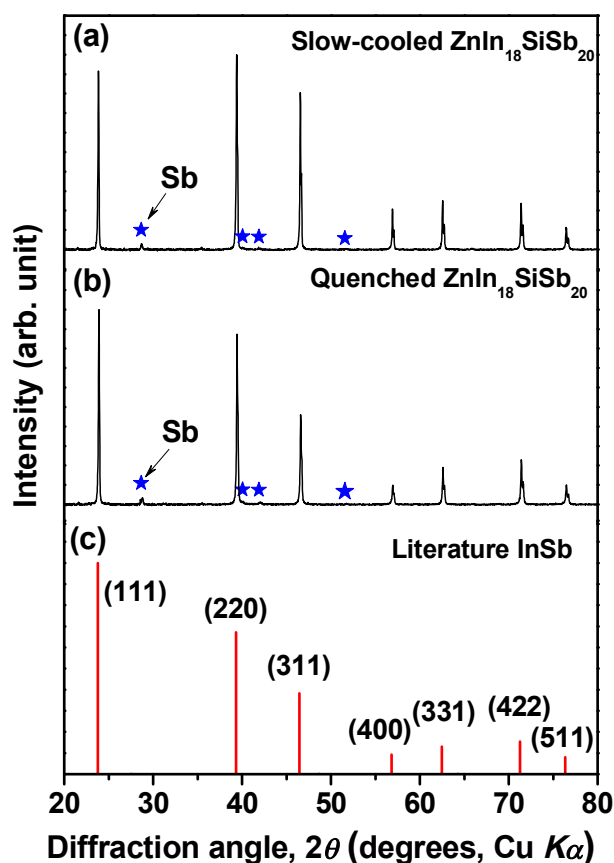 (a)
Slow-cooled ZnIn₁₈SiSb₂₀
Sb
(b)
Quenched ZnIn₁₈SiSb₂₀
Sb
(c)
Literature InSb
(111)
(220)
(311)
(400)
(331)
(422)
(511)
20 30 40 50 60 70 80
Diffraction angle, 2θ (degrees, Cu Kα)
Intensity (arb. unit)